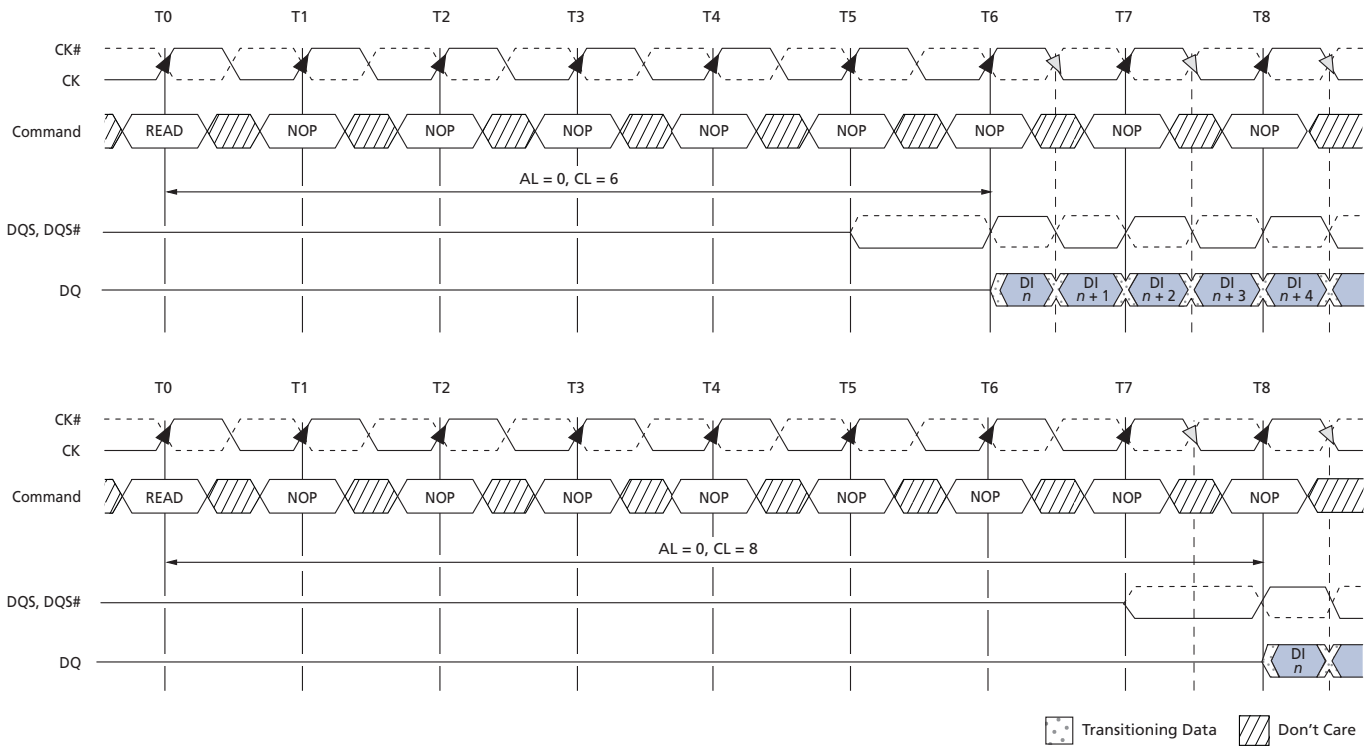 T0 T1 T2 T3 T4 T5 T6 T7 T8
CK#
CK
Command READ NOP NOP NOP NOP NOP NOP NOP NOP
AL = 0, CL = 6
DQS, DQS#
DQ DI n DI n + 1 DI n + 2 DI n + 3 DI n + 4
T0 T1 T2 T3 T4 T5 T6 T7 T8
CK#
CK
Command READ NOP NOP NOP NOP NOP NOP NOP NOP
AL = 0, CL = 8
DQS, DQS#
DQ DI n
Transitioning Data Don't Care